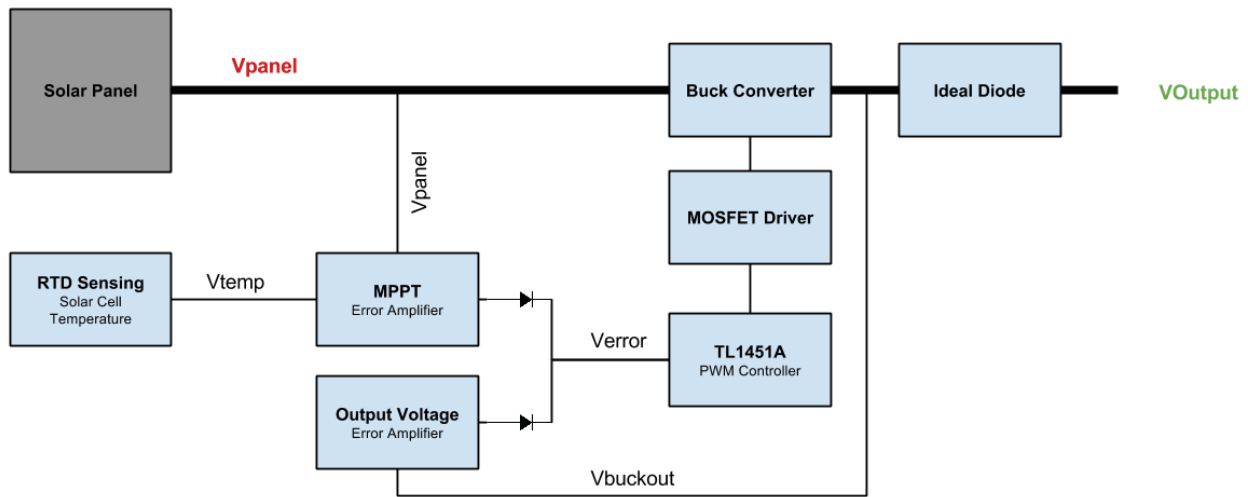 Solar Panel
Vpanel
Buck Converter
Ideal Diode
VOutput
Vpanel
MOSFET Driver
RTD Sensing
Solar Cell
Temperature
Vtemp
MPPT
Error Amplifier
Verror
TL1451A
PWM Controller
Output Voltage
Error Amplifier
Vbuckout